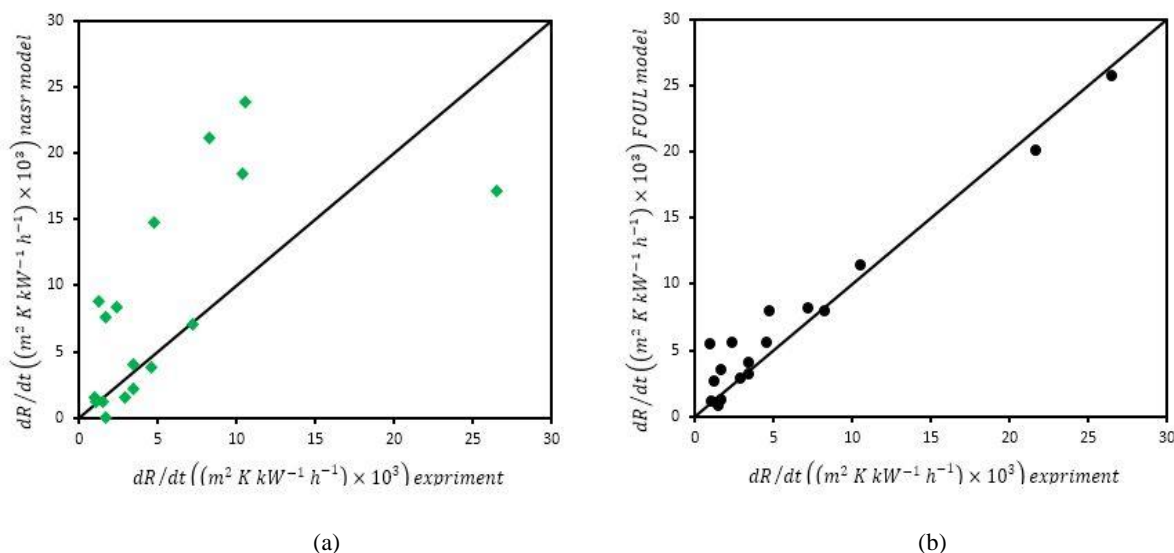 30
25
20
15
10
5
0
0 5 10 15 20 25 30
dR/dt((m² K kW⁻¹ h⁻¹) × 10³) nasr model
dR/dt((m² K kW⁻¹ h⁻¹) × 10³) expriment
(a)
30
25
20
15
10
5
0
0 5 10 15 20 25 30
dR/dt((m² K kW⁻¹ h⁻¹) × 10³) FOUL model
dR/dt((m² K kW⁻¹ h⁻¹) × 10³) expriment
(b)